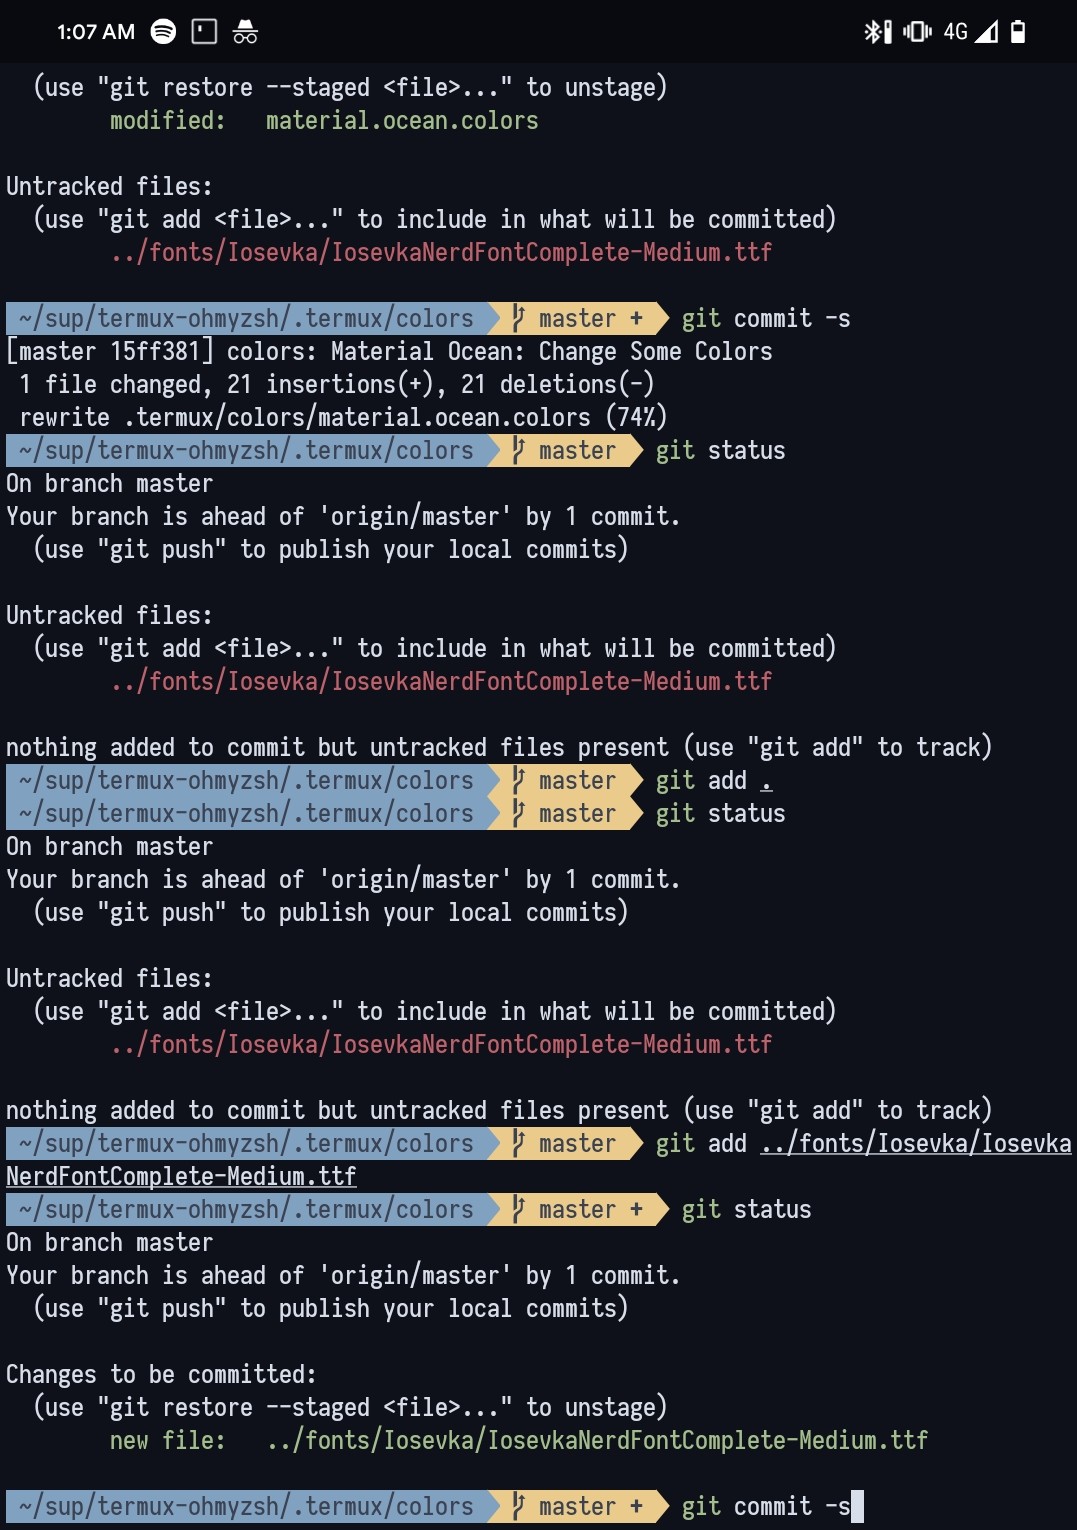 1:07 AM 4G
(use "git restore --staged <file>..." to unstage)
modified: material.ocean.colors
Untracked files:
(use "git add <file>..." to include in what will be committed)
../fonts/Iosevka/IosevkaNerdFontComplete-Medium.ttf
~/sup/termux-ohmyzsh/.termux/colors master + git commit -s
[master 15ff381] colors: Material Ocean: Change Some Colors
1 file changed, 21 insertions(+), 21 deletions(-)
rewrite .termux/colors/material.ocean.colors (74%)
~/sup/termux-ohmyzsh/.termux/colors master git status
On branch master
Your branch is ahead of 'origin/master' by 1 commit.
(use "git push" to publish your local commits)
Untracked files:
(use "git add <file>..." to include in what will be committed)
../fonts/Iosevka/IosevkaNerdFontComplete-Medium.ttf
nothing added to commit but untracked files present (use "git add" to track)
~/sup/termux-ohmyzsh/.termux/colors master git add .
~/sup/termux-ohmyzsh/.termux/colors master git status
On branch master
Your branch is ahead of 'origin/master' by 1 commit.
(use "git push" to publish your local commits)
Untracked files:
(use "git add <file>..." to include in what will be committed)
../fonts/Iosevka/IosevkaNerdFontComplete-Medium.ttf
nothing added to commit but untracked files present (use "git add" to track)
~/sup/termux-ohmyzsh/.termux/colors master git add ../fonts/Iosevka/Iosevka
NerdFontComplete-Medium.ttf
~/sup/termux-ohmyzsh/.termux/colors master + git status
On branch master
Your branch is ahead of 'origin/master' by 1 commit.
(use "git push" to publish your local commits)
Changes to be committed:
(use "git restore --staged <file>..." to unstage)
new file: ../fonts/Iosevka/IosevkaNerdFontComplete-Medium.ttf
~/sup/termux-ohmyzsh/.termux/colors master + git commit -s